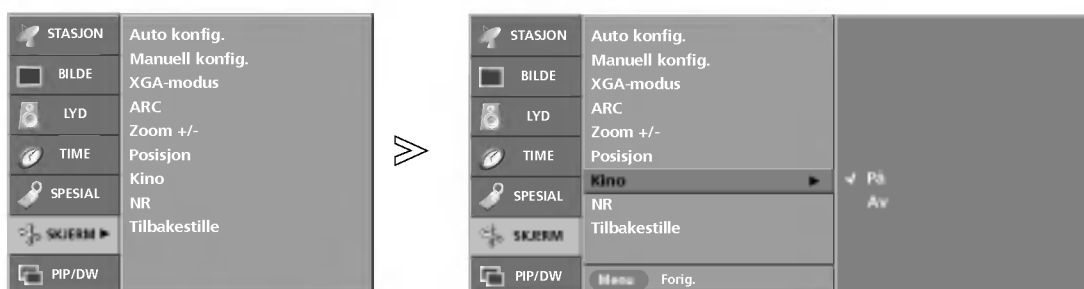 STASJON
BILDE
LYD
TIME
SPESIAL
SKJERM
PIP/DW
Auto konfig.
Manuell konfig.
XGA-modus
ARC
Zoom +/-
Posisjon
Kino
NR
Tilbakestille
STASJON
BILDE
LYD
TIME
SPESIAL
SKJERM
PIP/DW
Auto konfig.
Manuell konfig.
XGA-modus
ARC
Zoom +/-
Posisjon
Kino
NR
Tilbakestille
Menu Forig.
På
Av